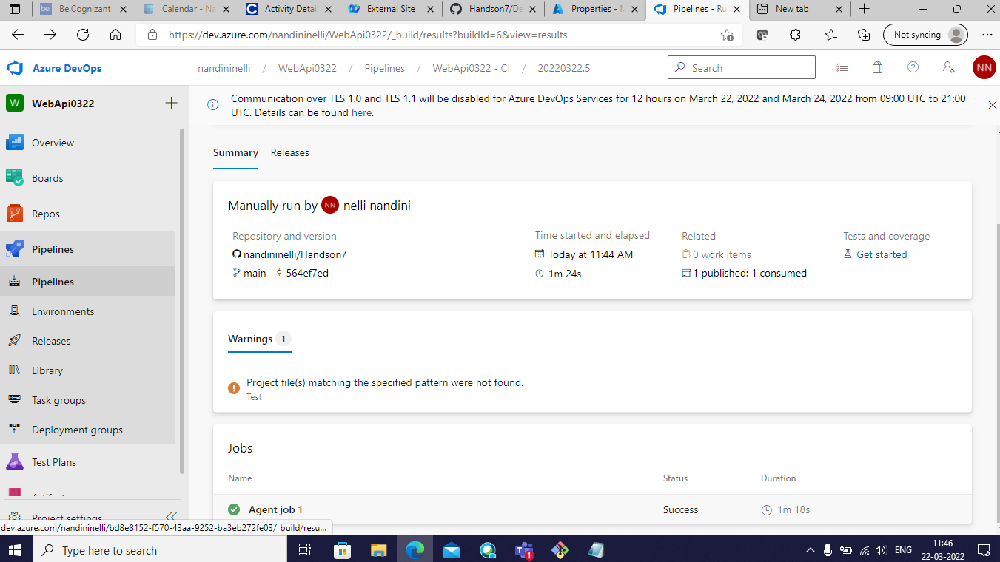 Be.Cognizant
Calendar - Na
Activity Detail
External Site
Handson7/De
Properties - M
Pipelines - Ru
New tab
https://dev.azure.com/nandininelli/WebApi0322/_build/results?buildId=6&view=results
Not syncing
Azure DevOps
nandininelli / WebApi0322 / Pipelines / WebApi0322 - CI / 20220322.5
Search
NN
W WebApi0322
Communication over TLS 1.0 and TLS 1.1 will be disabled for Azure DevOps Services for 12 hours on March 22, 2022 and March 24, 2022 from 09:00 UTC to 21:00
UTC. Details can be found here.
Overview
Boards
Repos
Pipelines
Pipelines
Environments
Releases
Library
Task groups
Deployment groups
Test Plans
Artifacts
Project settings
Summary Releases
Manually run by NN nelli nandini
Repository and version
nandininelli/Handson7
main 564ef7ed
Time started and elapsed
Today at 11:44 AM
1m 24s
Related
0 work items
1 published; 1 consumed
Tests and coverage
Get started
Warnings 1
Project file(s) matching the specified pattern were not found.
Test
Jobs
Name Status Duration
Agent job 1 Success 1m 18s
dev.azure.com/nandininelli/bd8e8152-f570-43aa-9252-ba3eb272fe03/_build/resu...
Type here to search
1
ENG
11:46
22-03-2022